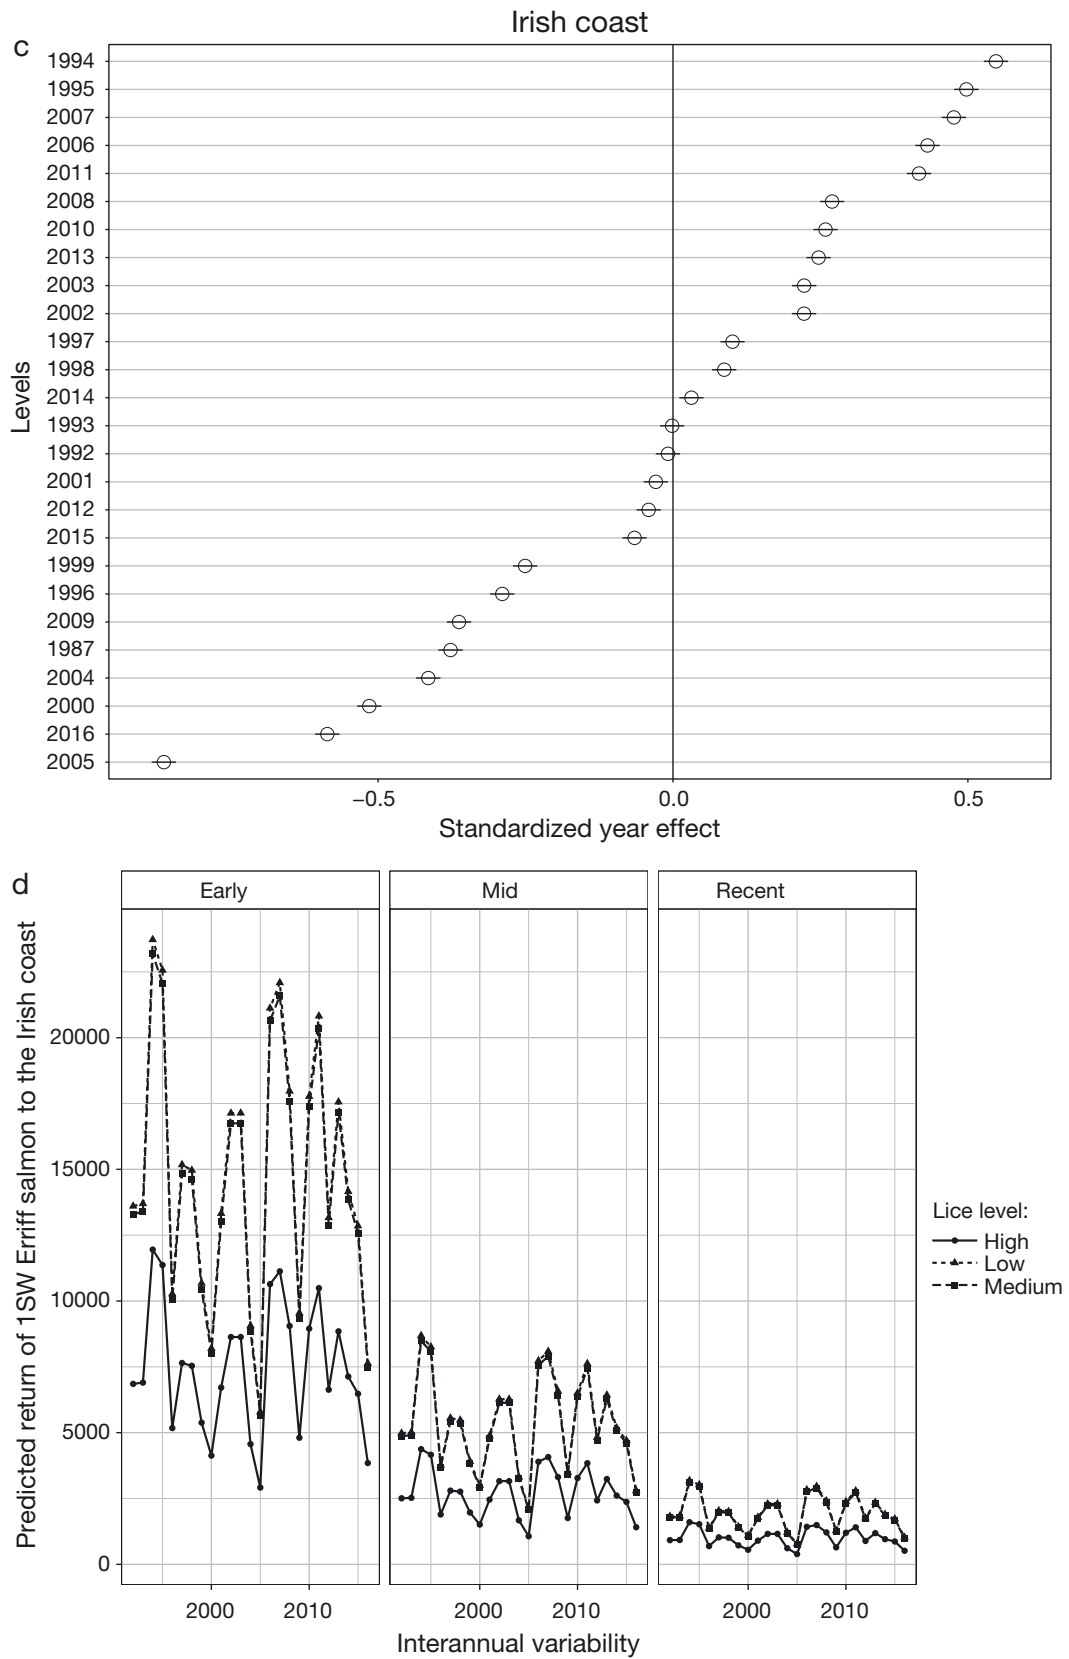 Irish coast
c
1994
1995
2007
2006
2011
2008
2010
2013
2003
2002
1997
1998
2014
1993
1992
2001
2012
2015
1999
1996
2009
1987
2004
2000
2016
2005
Levels
−0.5 0.0 0.5
Standardized year effect
d
Early Mid Recent
Predicted return of 1SW Erriff salmon to the Irish coast
20000
15000
10000
5000
0
2000 2010 2000 2010 2000 2010
Interannual variability
Lice level:
High
Low
Medium